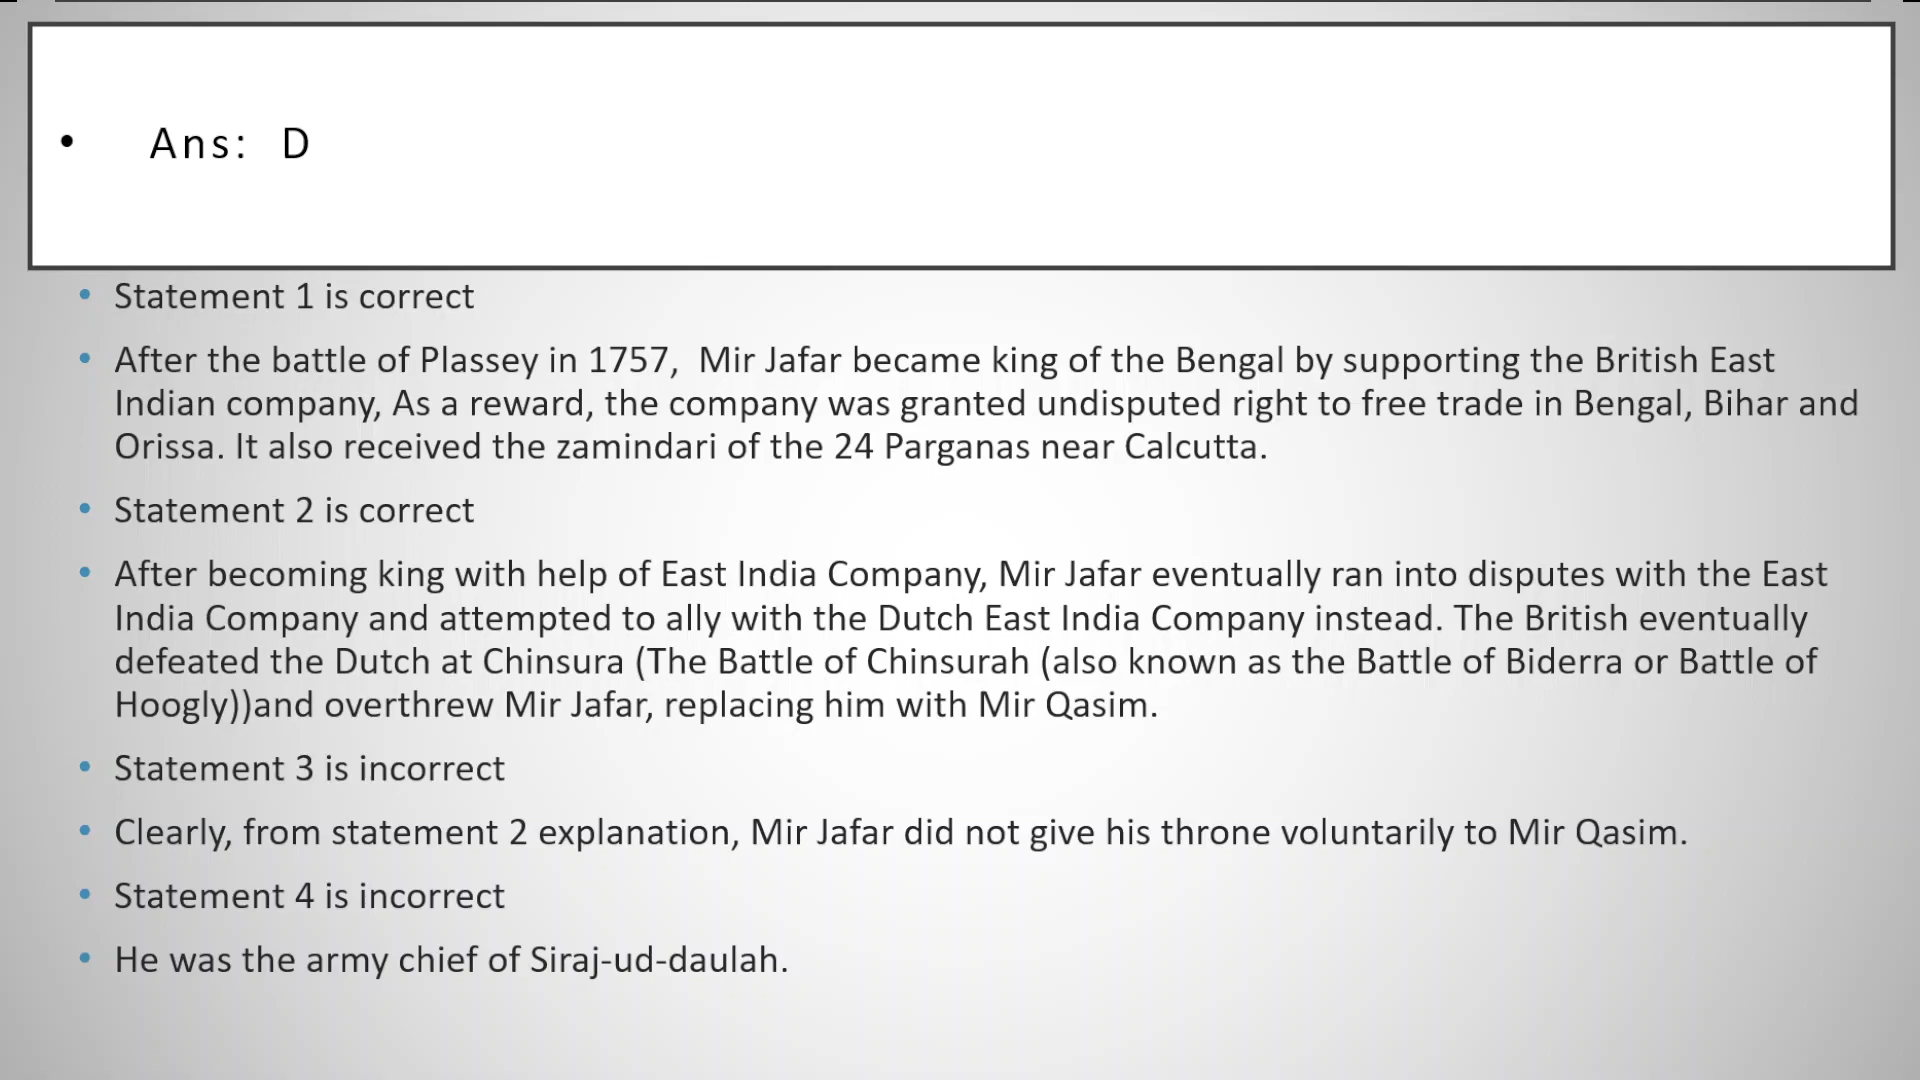 • Ans: D
• Statement 1 is correct
• After the battle of Plassey in 1757, Mir Jafar became king of the Bengal by supporting the British East
Indian company, As a reward, the company was granted undisputed right to free trade in Bengal, Bihar and
Orissa. It also received the zamindari of the 24 Parganas near Calcutta.
• Statement 2 is correct
• After becoming king with help of East India Company, Mir Jafar eventually ran into disputes with the East
India Company and attempted to ally with the Dutch East India Company instead. The British eventually
defeated the Dutch at Chinsura (The Battle of Chinsurah (also known as the Battle of Biderra or Battle of
Hoogly))and overthrew Mir Jafar, replacing him with Mir Qasim.
• Statement 3 is incorrect
• Clearly, from statement 2 explanation, Mir Jafar did not give his throne voluntarily to Mir Qasim.
• Statement 4 is incorrect
• He was the army chief of Siraj-ud-daulah.